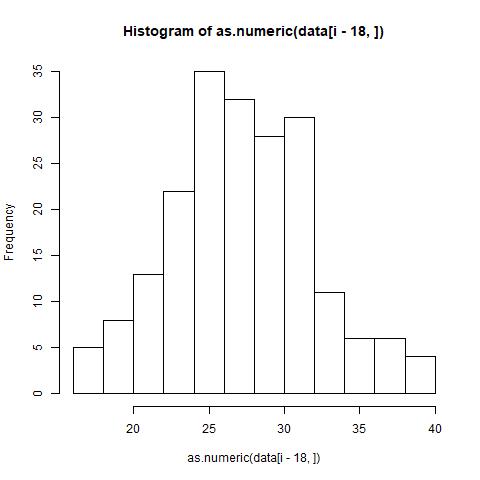 Histogram of as.numeric(data[i - 18, ])
Frequency
35
30
25
20
15
10
5
0
20 25 30 35 40
as.numeric(data[i - 18, ])